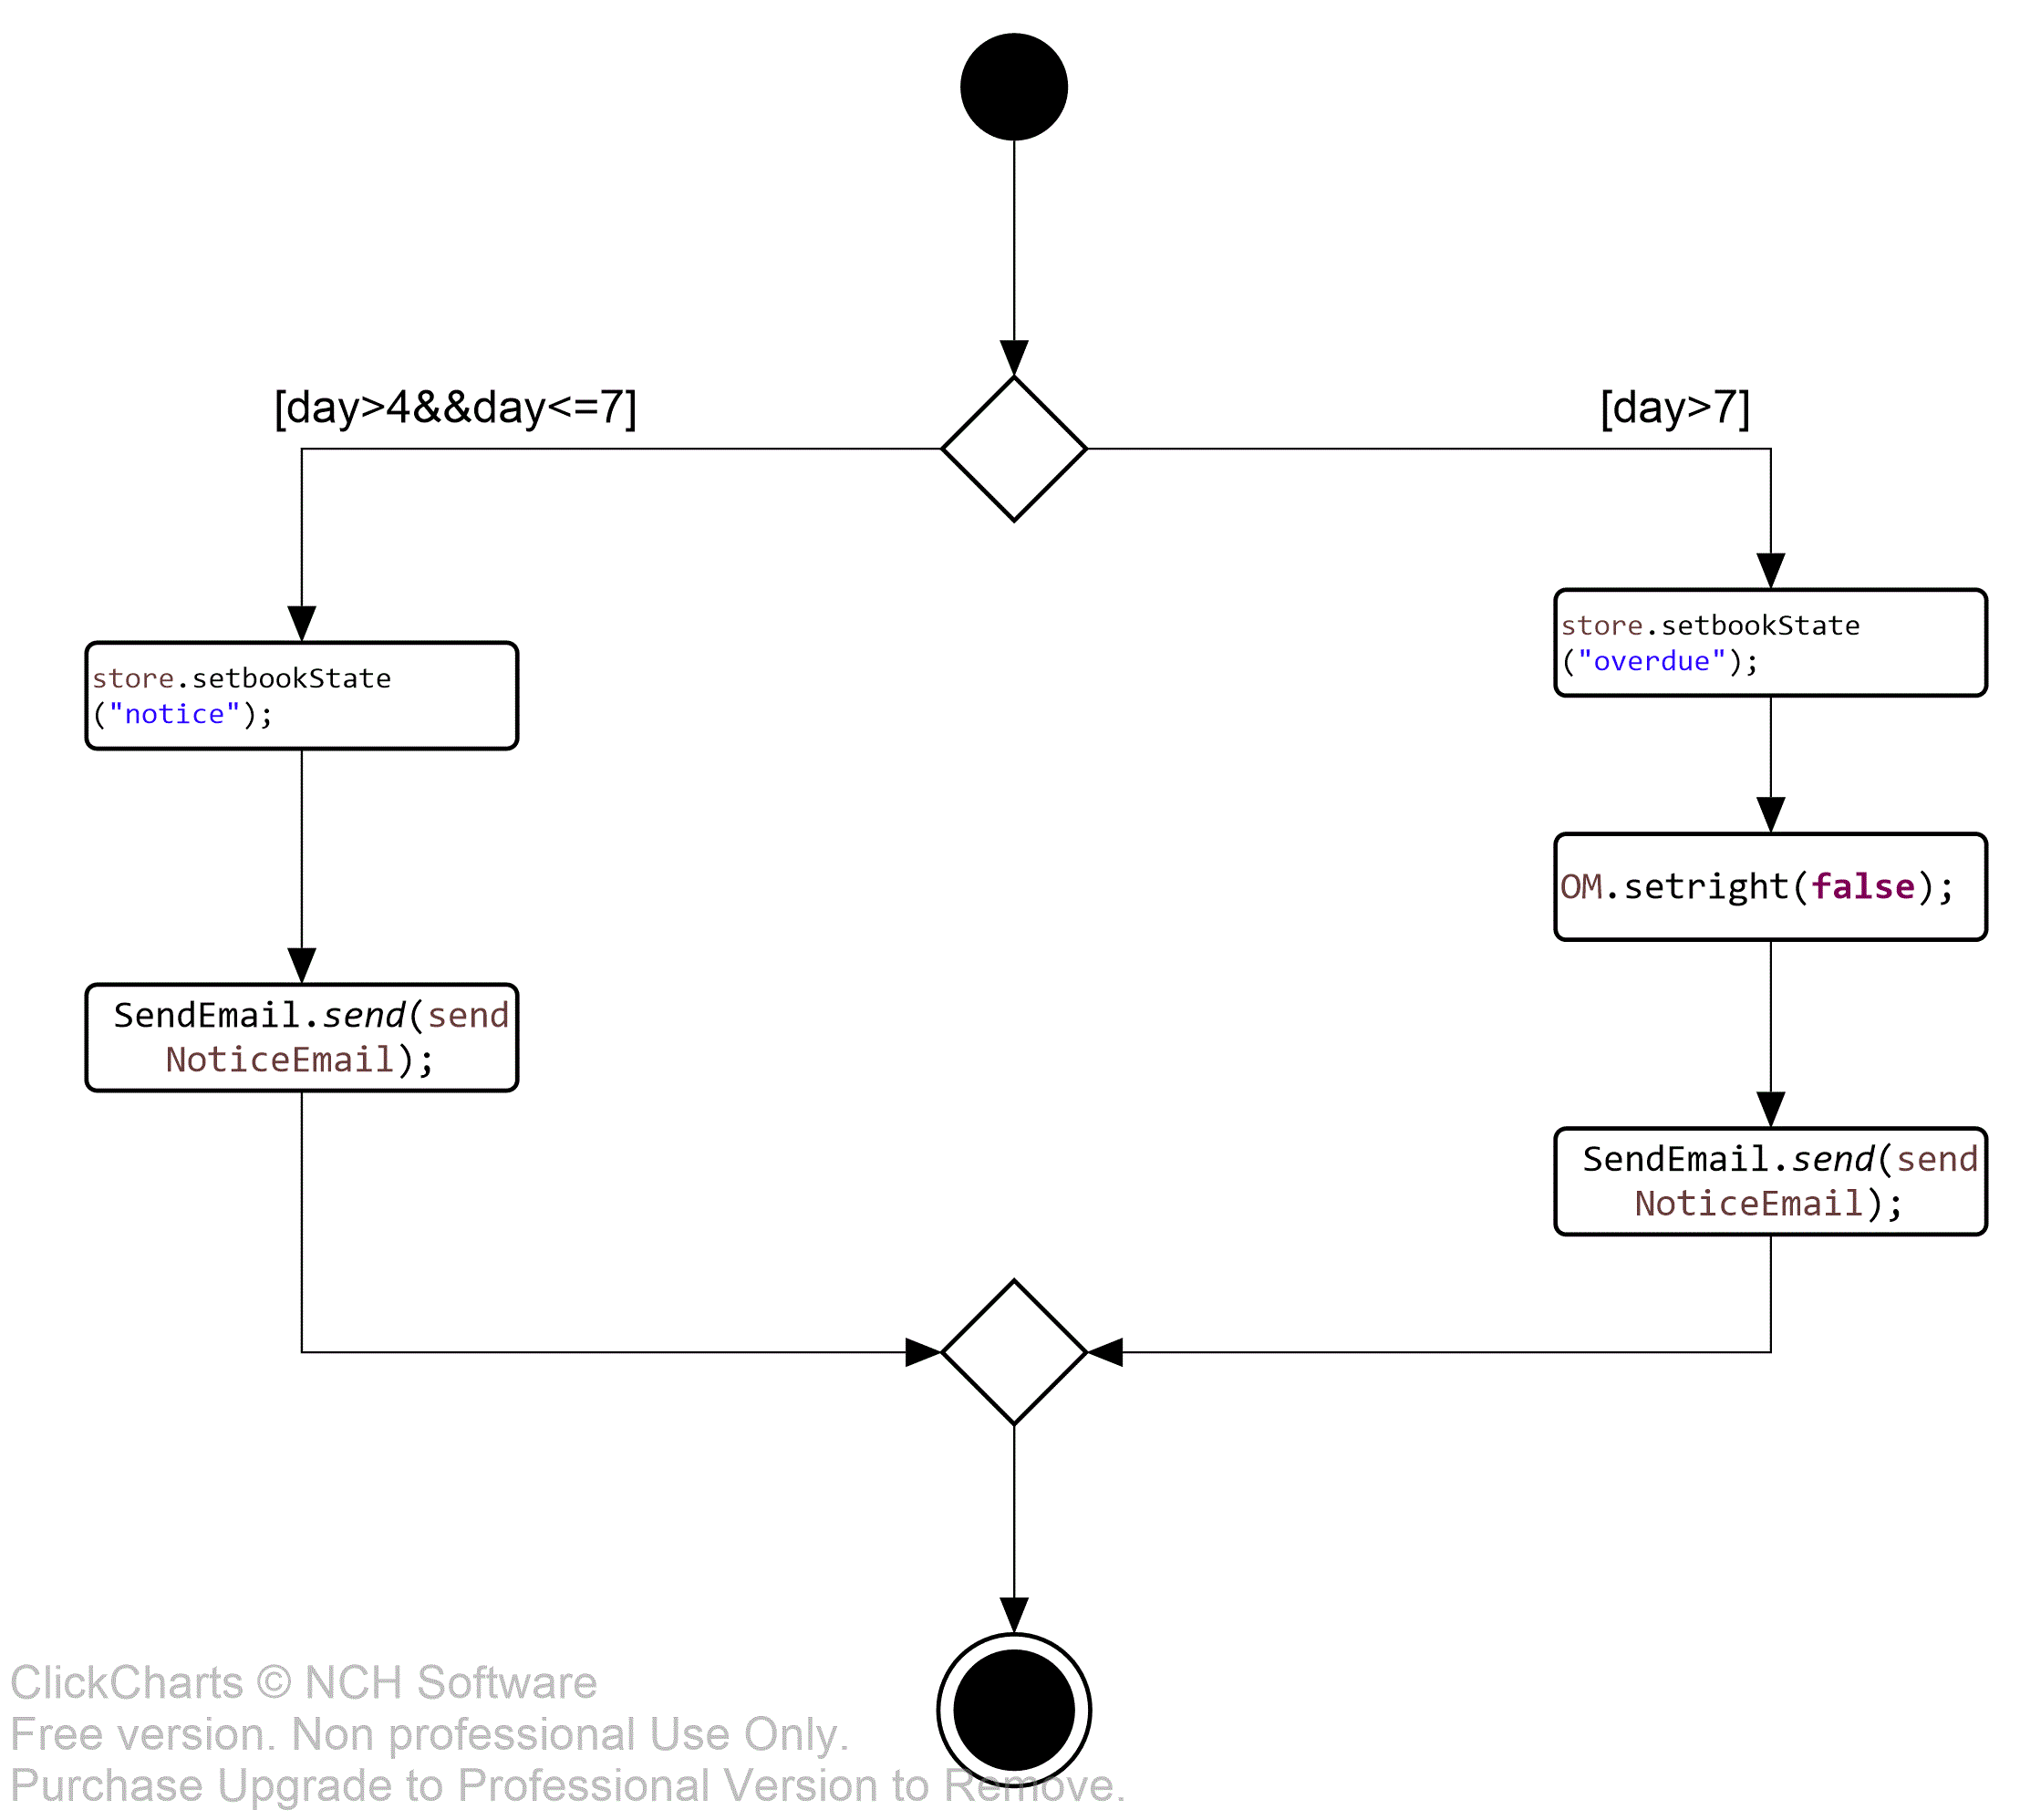 [day>4&&day<=7]
[day>7]
store.setbookState
("notice");
SendEmail.send(send
NoticeEmail);
store.setbookState
("overdue");
OM.setright(false);
SendEmail.send(send
NoticeEmail);
ClickCharts © NCH Software
Free version. Non professional Use Only.
Purchase Upgrade to Professional Version to Remove.